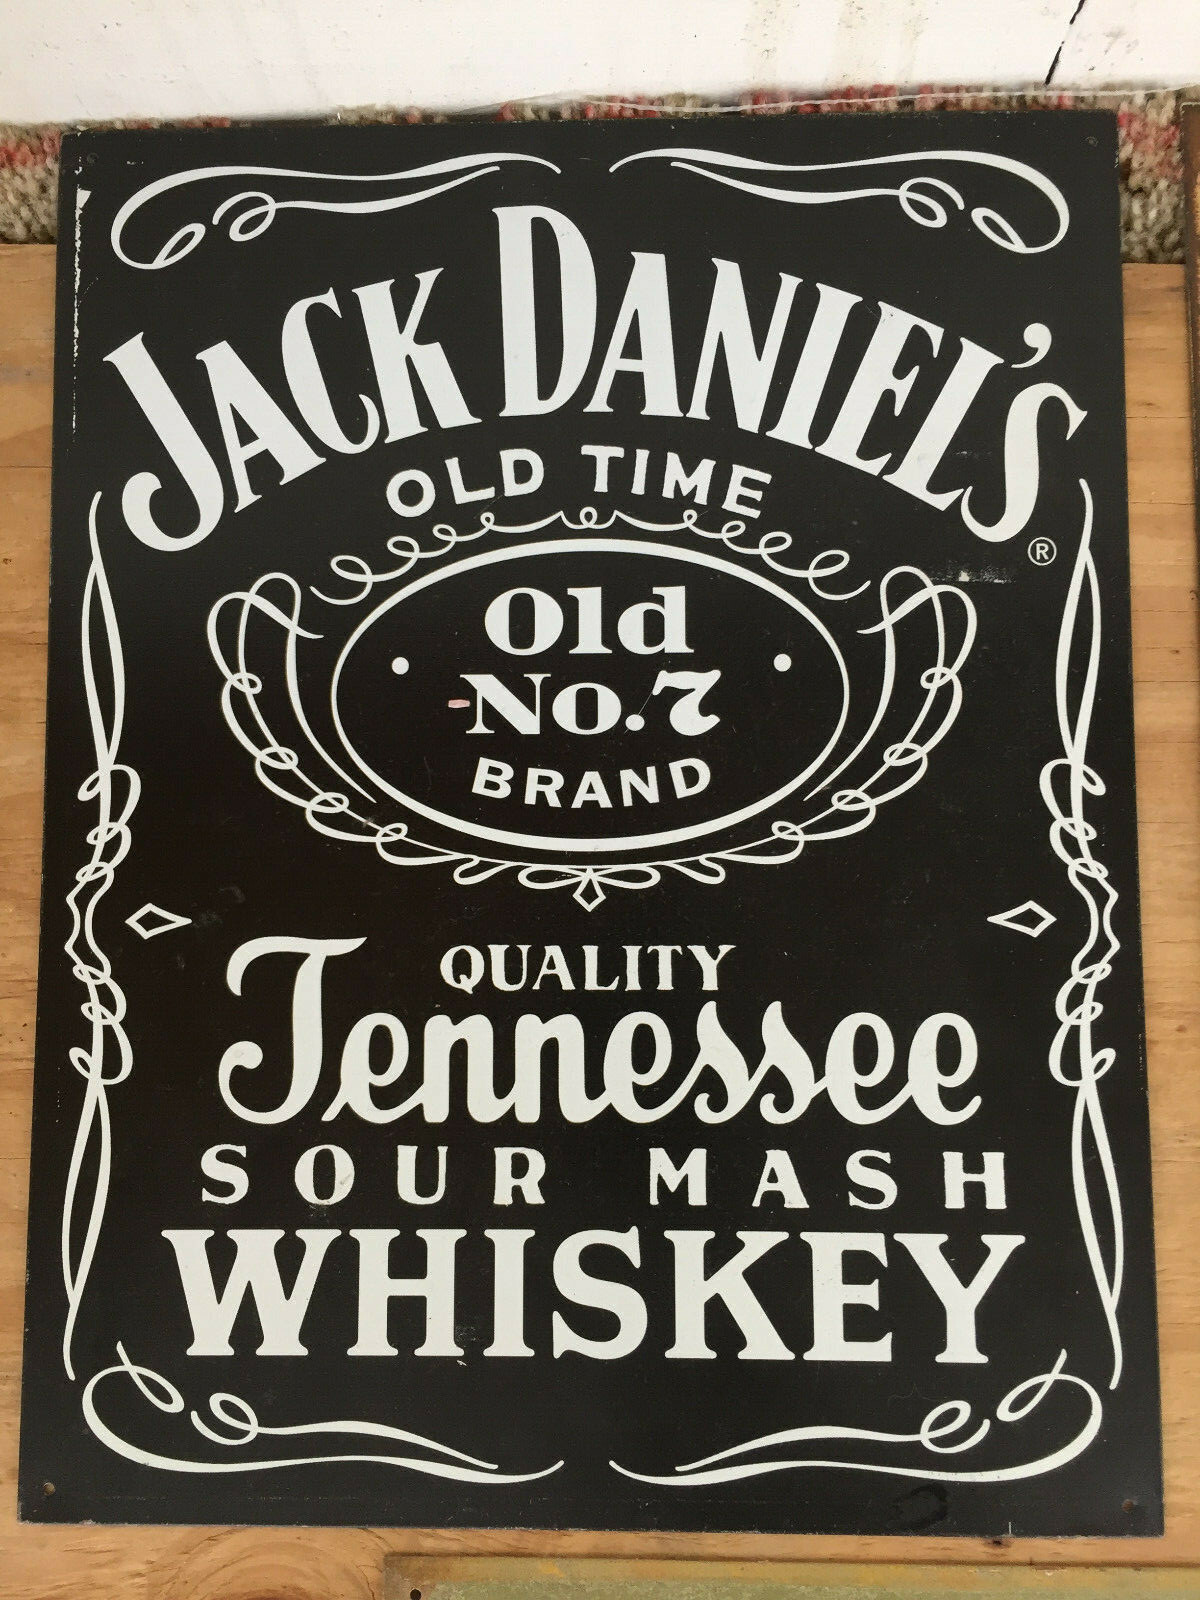 JACK DANIEL'S
®
OLD TIME
Old
No. 7
BRAND
QUALITY
Tennessee
SOUR MASH
WHISKEY